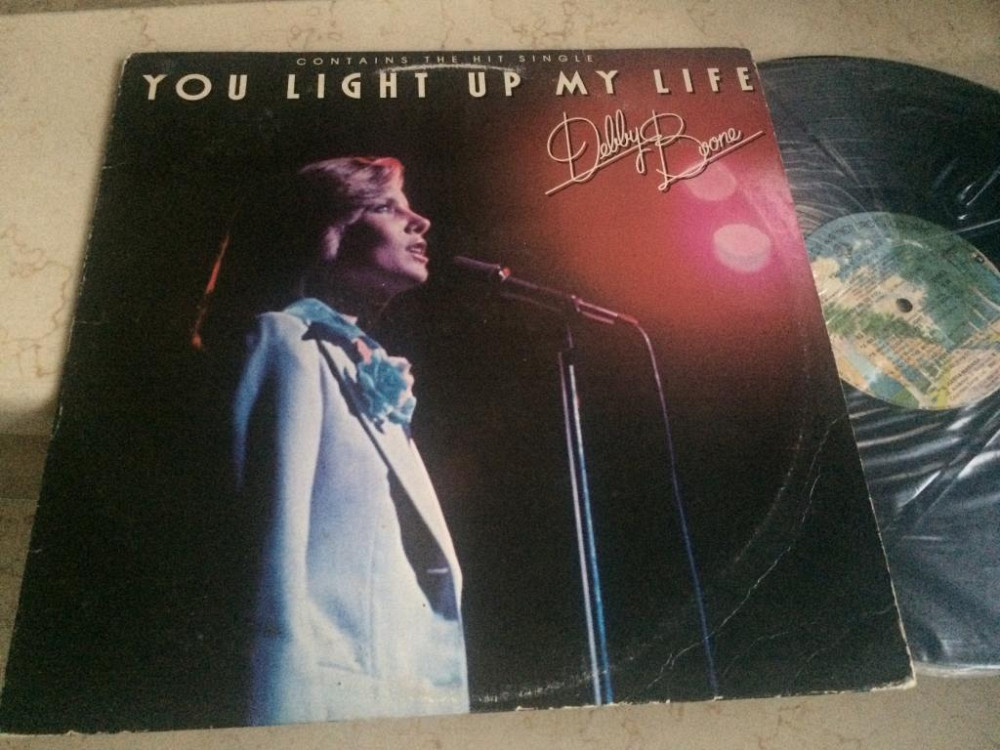 CONTAINS THE HIT SINGLE
YOU LIGHT UP MY LIFE
Debby Boone